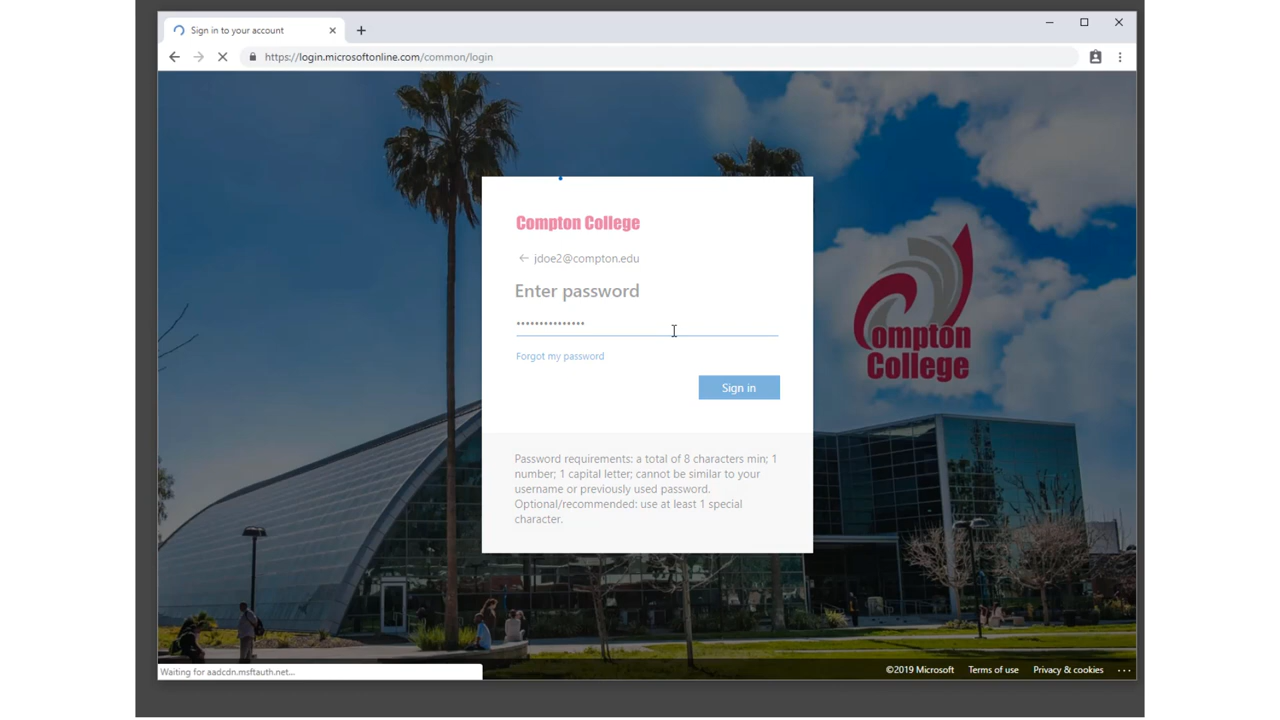 Sign in to your account
https://login.microsoftonline.com/common/login
Compton College
jdoe2@compton.edu
Enter password
•••••••••••••••
Forgot my password
Sign in
Password requirements: a total of 8 characters min; 1
number; 1 capital letter; cannot be similar to your
username or previously used password.
Optional/recommended: use at least 1 special
character.
Compton
College
Waiting for aadcdn.msftauth.net...
©2019 Microsoft Terms of use Privacy & cookies ...